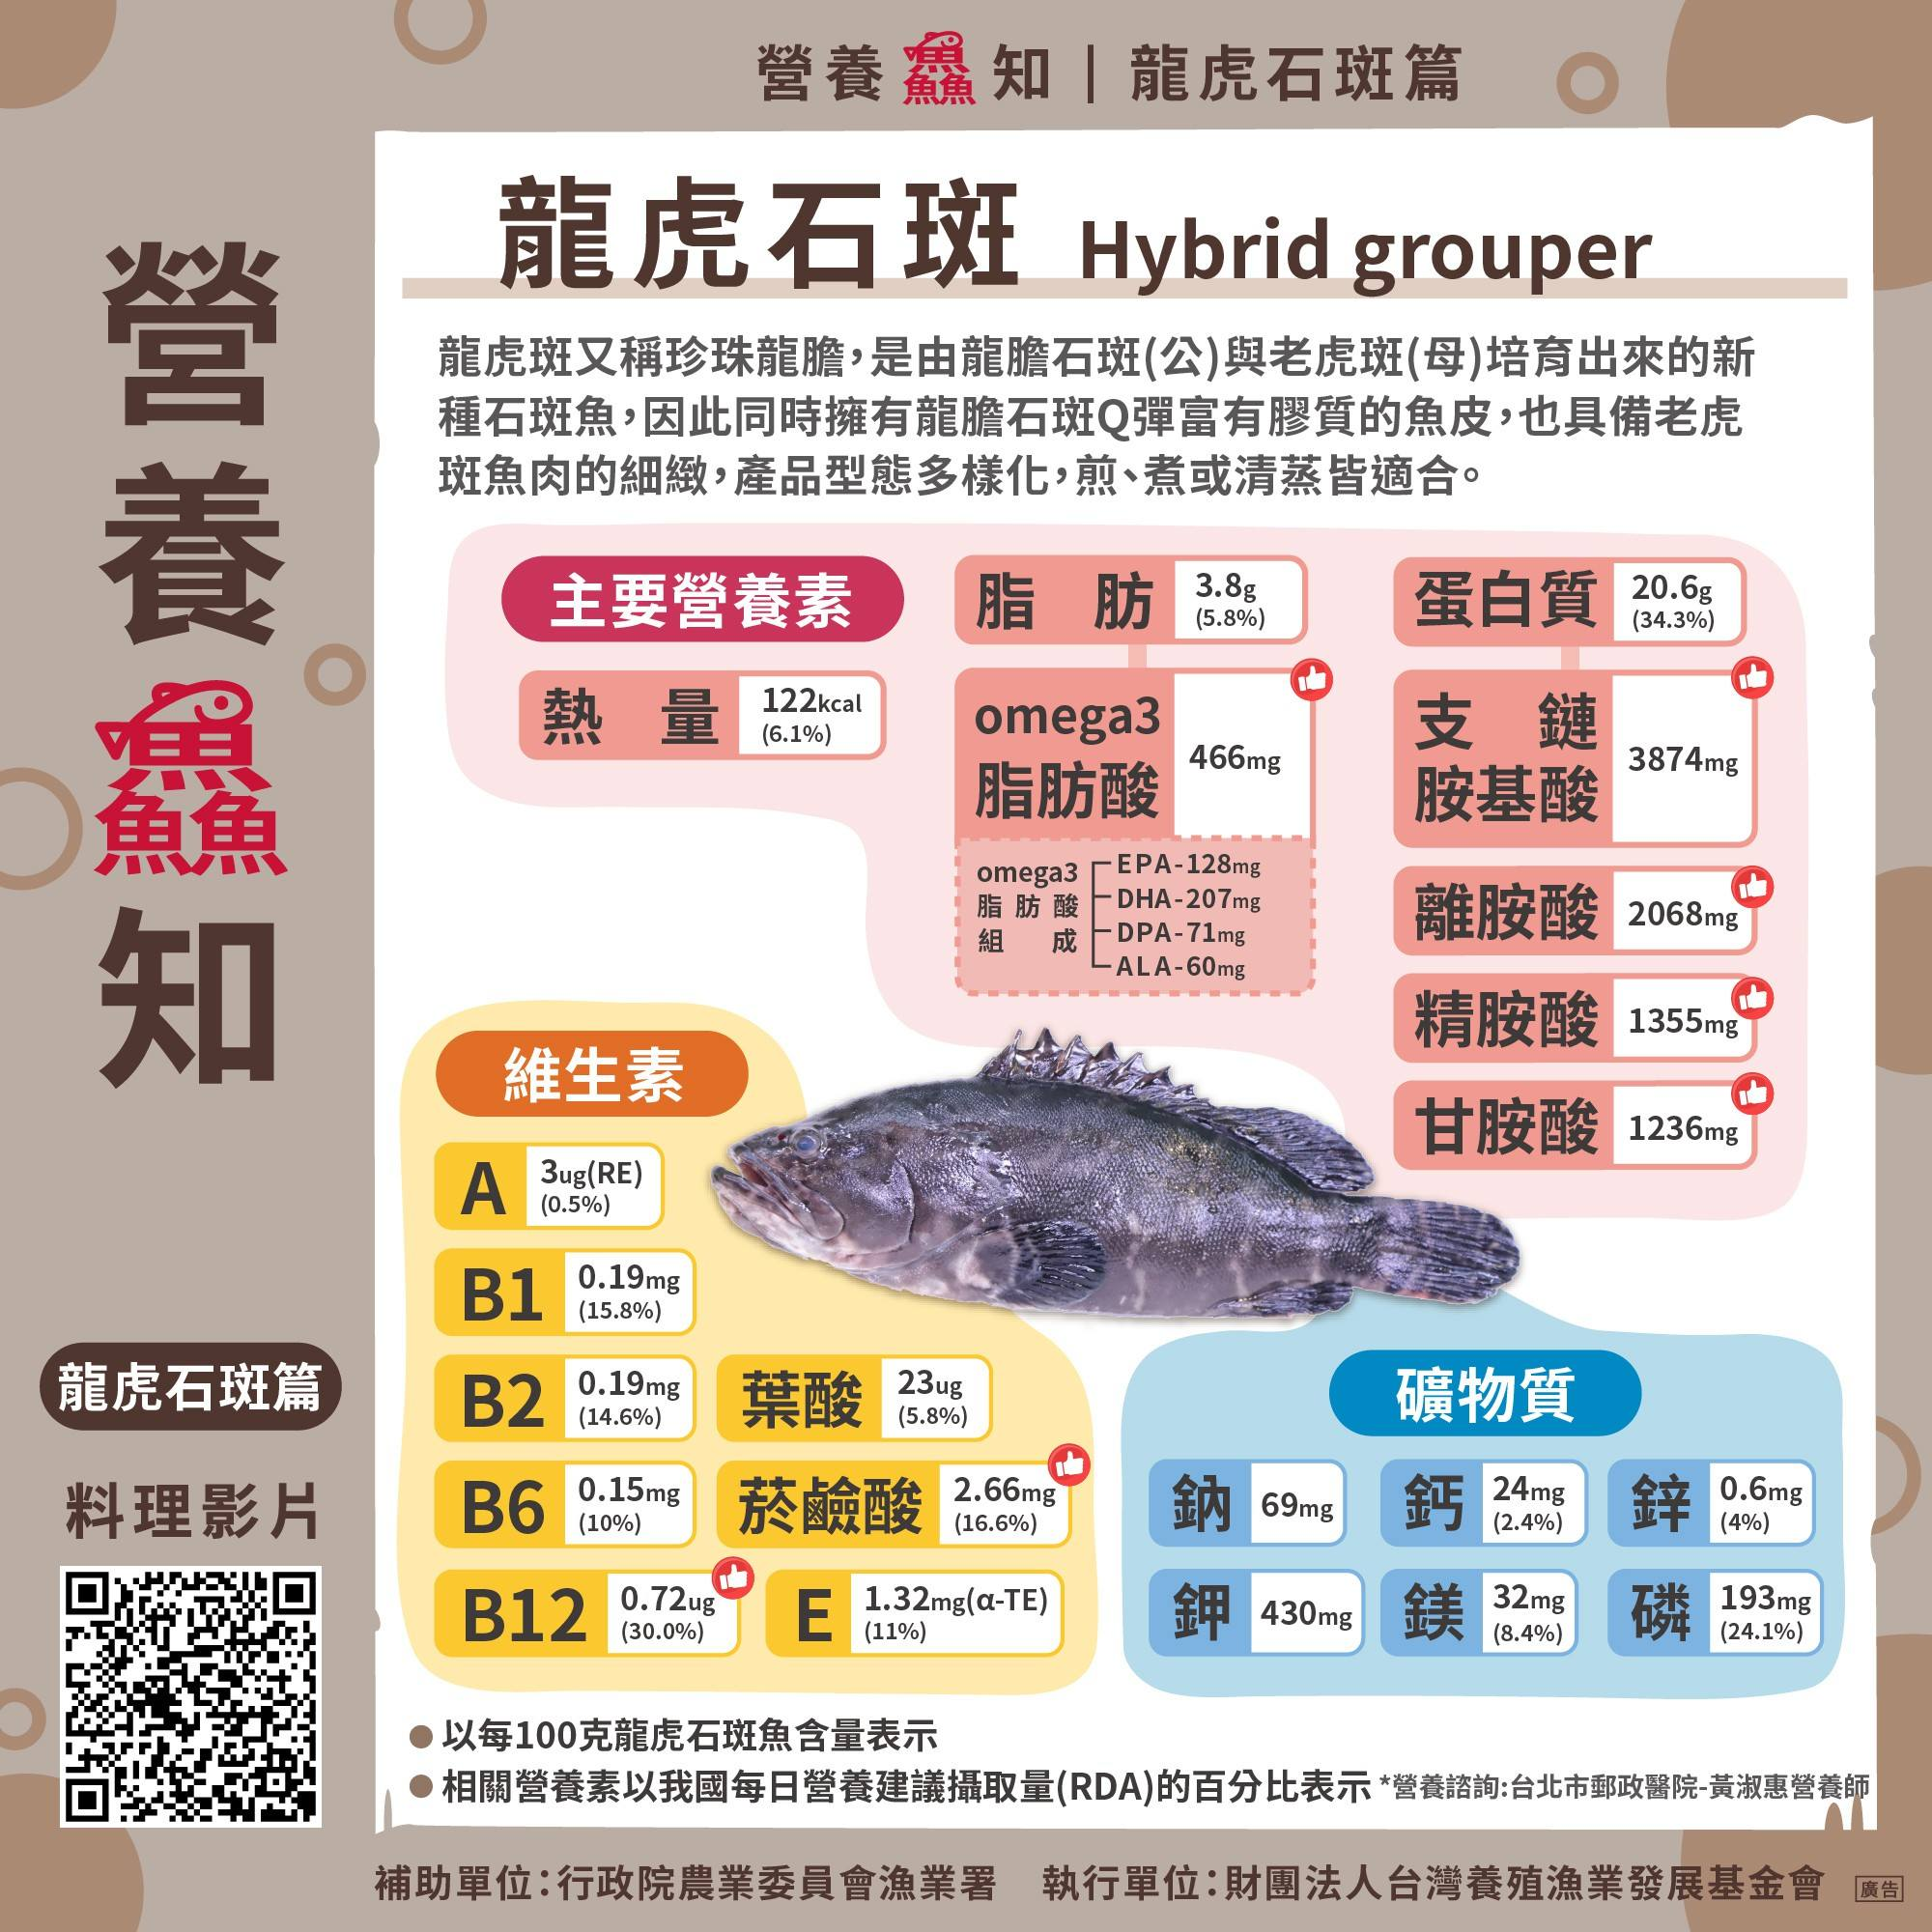 營養鱻知｜龍虎石斑篇
營養鱻知
龍虎石斑篇
料理影片
龍虎石斑 Hybrid grouper
龍虎斑又稱珍珠龍膽，是由龍膽石斑(公)與老虎斑(母)培育出來的新
種石斑魚，因此同時擁有龍膽石斑Q彈富有膠質的魚皮，也具備老虎
斑魚肉的細緻，產品型態多樣化，煎、煮或清蒸皆適合。
主要營養素
熱量 122kcal
(6.1%)
脂肪 3.8g
(5.8%)
omega3
脂肪酸
466mg
omega3
脂肪酸
組成
EPA-128mg
DHA-207mg
DPA-71mg
ALA-60mg
蛋白質 20.6g
(34.3%)
支鏈
胺基酸
3874mg
離胺酸 2068mg
精胺酸 1355mg
甘胺酸 1236mg
維生素
A 3ug(RE)
(0.5%)
B1 0.19mg
(15.8%)
B2 0.19mg
(14.6%)
葉酸 23ug
(5.8%)
B6 0.15mg
(10%)
菸鹼酸 2.66mg
(16.6%)
B12 0.72ug
(30.0%)
E 1.32mg(α-TE)
(11%)
礦物質
鈉 69mg
鈣 24mg
(2.4%)
鋅 0.6mg
(4%)
鉀 430mg
鎂 32mg
(8.4%)
磷 193mg
(24.1%)
●以每100克龍虎石斑魚含量表示
●相關營養素以我國每日營養建議攝取量(RDA)的百分比表示 *營養諮詢:台北市郵政醫院-黃淑惠營養師
補助單位：行政院農業委員會漁業署 執行單位：財團法人台灣養殖漁業發展基金會 廣告